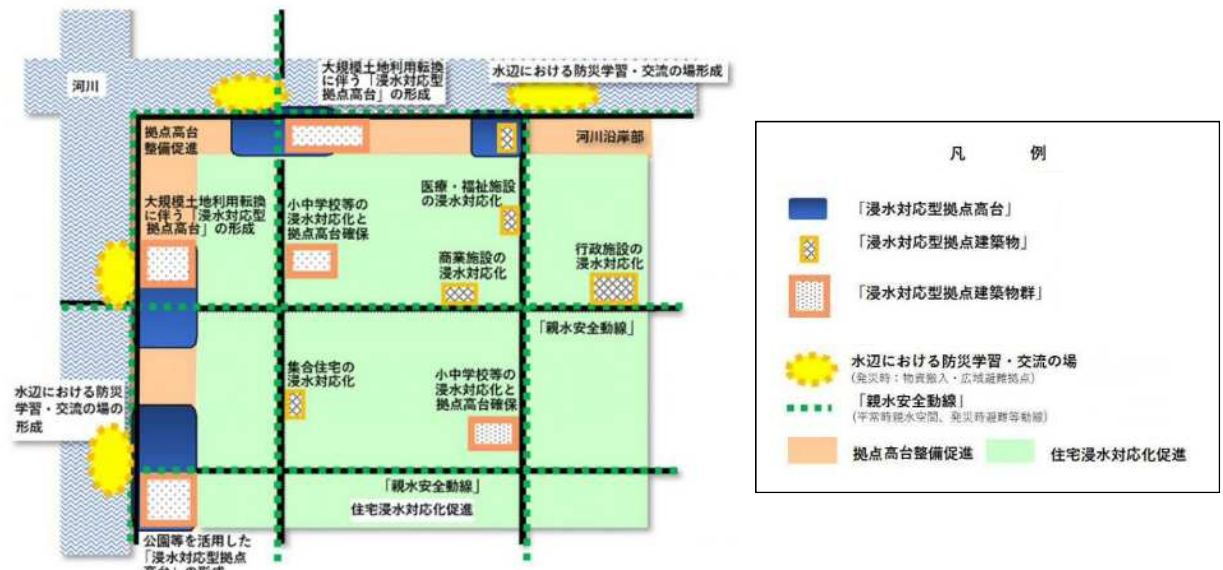 河川
大規模土地利用転換
に伴う「浸水対応型
拠点高台」の形成
水辺における防災学習・交流の場形成
拠点高台
整備促進
河川沿岸部
大規模土地利用転換
に伴う「浸水対応型
拠点高台」の形成
小中学校等の
浸水対応化と
拠点高台確保
医療・福祉施設
の浸水対応化
商業施設の
浸水対応化
行政施設の
浸水対応化
「親水安全動線」
水辺における防災
学習・交流の場の
形成
集合住宅の
浸水対応化
小中学校等の
浸水対応化と
拠点高台確保
「親水安全動線」
住宅浸水対応化促進
公園等を活用した
「浸水対応型拠点
高台」の形成
凡 例
「浸水対応型拠点高台」
「浸水対応型拠点建築物」
「浸水対応型拠点建築物群」
水辺における防災学習・交流の場
(発災時：物資搬入・広域避難拠点)
「親水安全動線」
(平常時親水空間、発災時避難等動線)
拠点高台整備促進
住宅浸水対応化促進